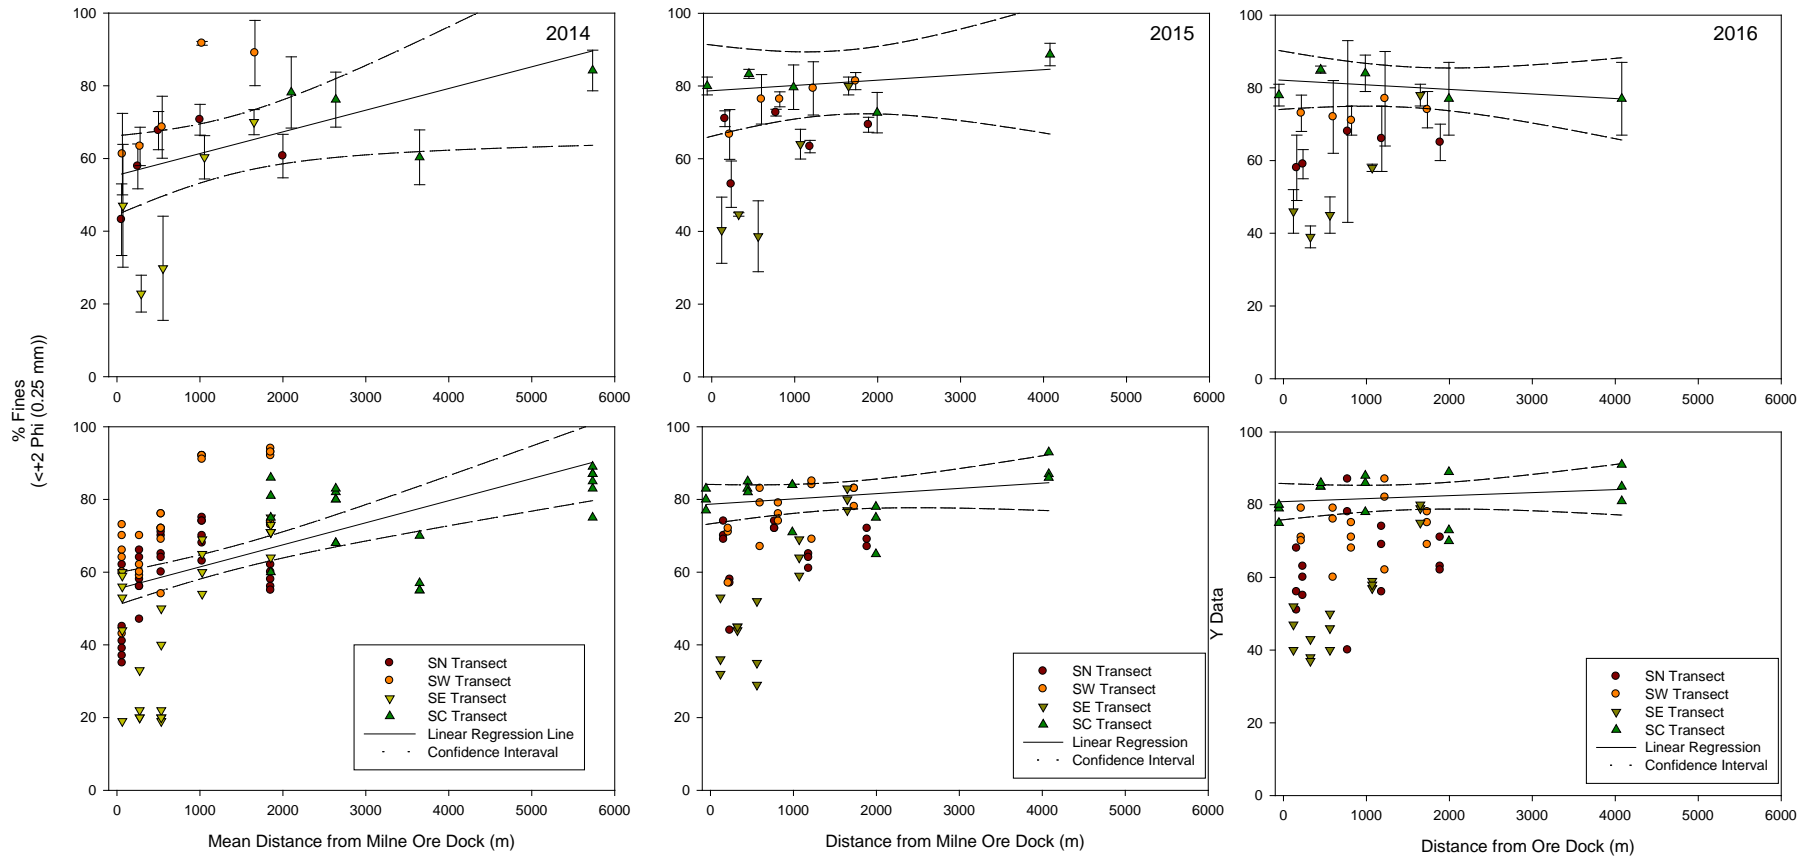 2014
100
80
60
40
20
0
0 1000 2000 3000 4000 5000 6000
2015
100
80
60
40
20
0
0 1000 2000 3000 4000 5000 6000
2016
100
80
60
40
20
0
0 1000 2000 3000 4000 5000 6000
% Fines
(<+2 Phi (0.25 mm))
100
80
60
40
20
0
SN Transect
SW Transect
SE Transect
SC Transect
Linear Regression Line
Confidence Interaval
0 1000 2000 3000 4000 5000 6000
Mean Distance from Milne Ore Dock (m)
100
80
60
40
20
0
SN Transect
SW Transect
SE Transect
SC Transect
Linear Regression
Confidence Interval
0 1000 2000 3000 4000 5000 6000
Distance from Milne Ore Dock (m)
Y Data
100
80
60
40
20
0
SN Transect
SW Transect
SE Transect
SC Transect
Linear Regression
Confidence Interval
0 1000 2000 3000 4000 5000 6000
Distance from Ore Dock (m)